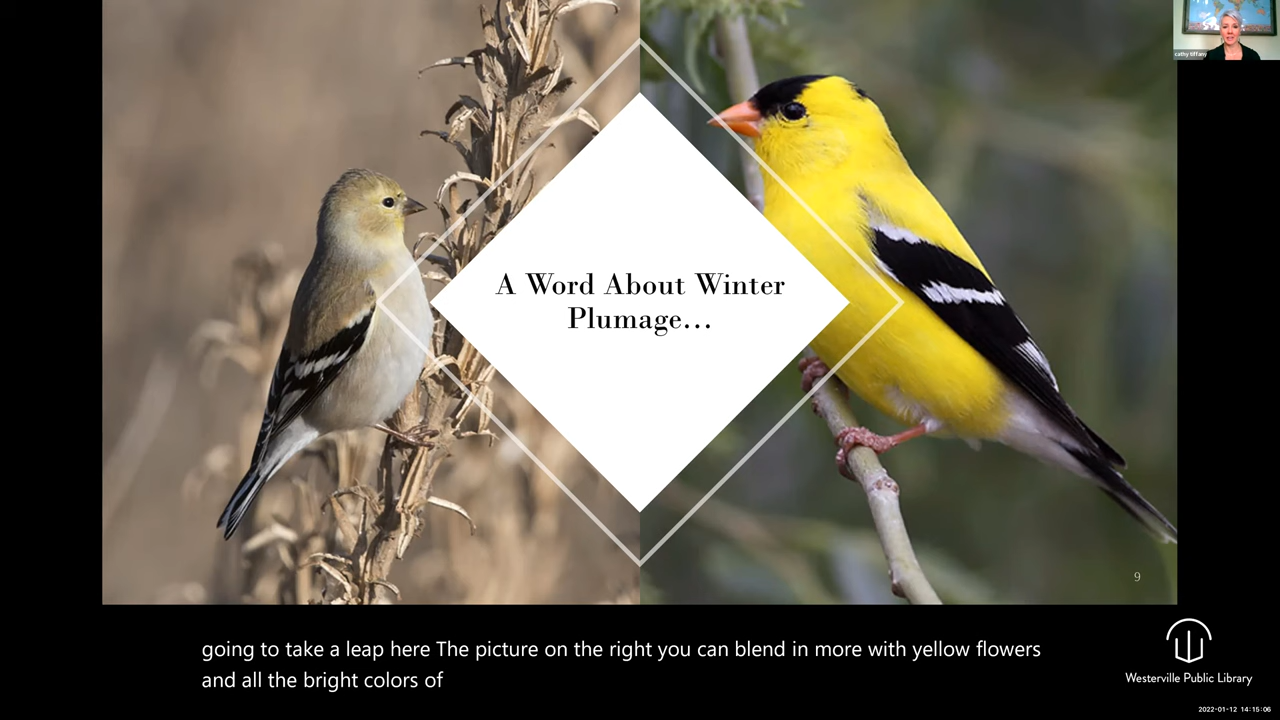 cathy tiffany
A Word About Winter
Plumage...
9
going to take a leap here The picture on the right you can blend in more with yellow flowers
and all the bright colors of
Westerville Public Library
2022-01-12 14:15:06